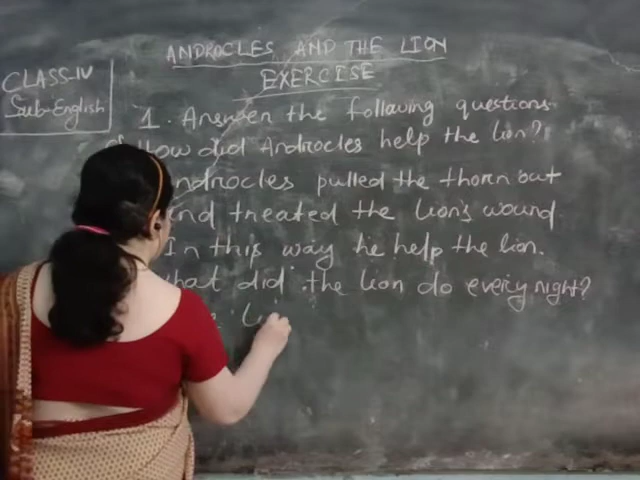 ANDROCLES AND THE LION
EXERCISE
CLASS-IV
Sub-English
1. Answer the following questions.
How did Androcles help the lion?
ndrocles pulled the thorn out
and treated the lion's wound.
In this way he help the lion.
hat did the lion do every night?